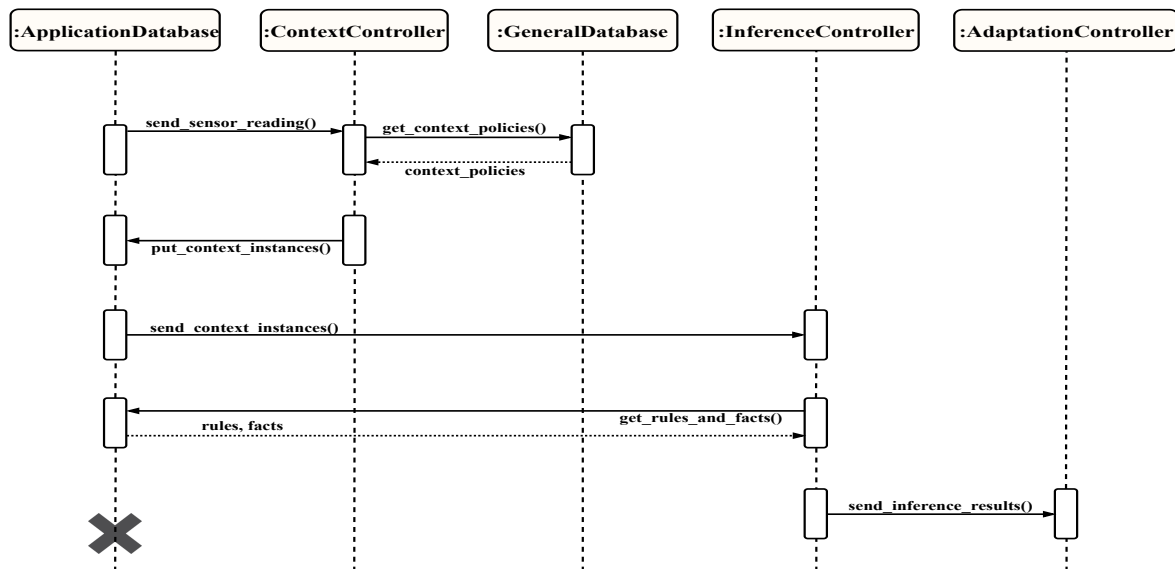 :ApplicationDatabase :ContextController :GeneralDatabase :InferenceController :AdaptationController
send_sensor_reading()
get_context_policies()
context_policies
put_context_instances()
send_context_instances()
get_rules_and_facts()
rules, facts
send_inference_results()